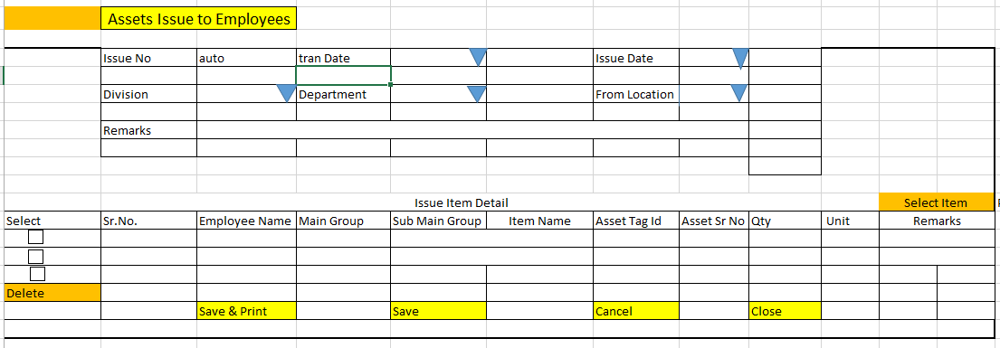 Assets Issue to Employees
Issue No auto tran Date Issue Date
Division Department From Location
Remarks
Issue Item Detail Select Item
Select Sr.No. Employee Name Main Group Sub Main Group Item Name Asset Tag Id Asset Sr No Qty Unit Remarks
Delete
Save & Print Save Cancel Close